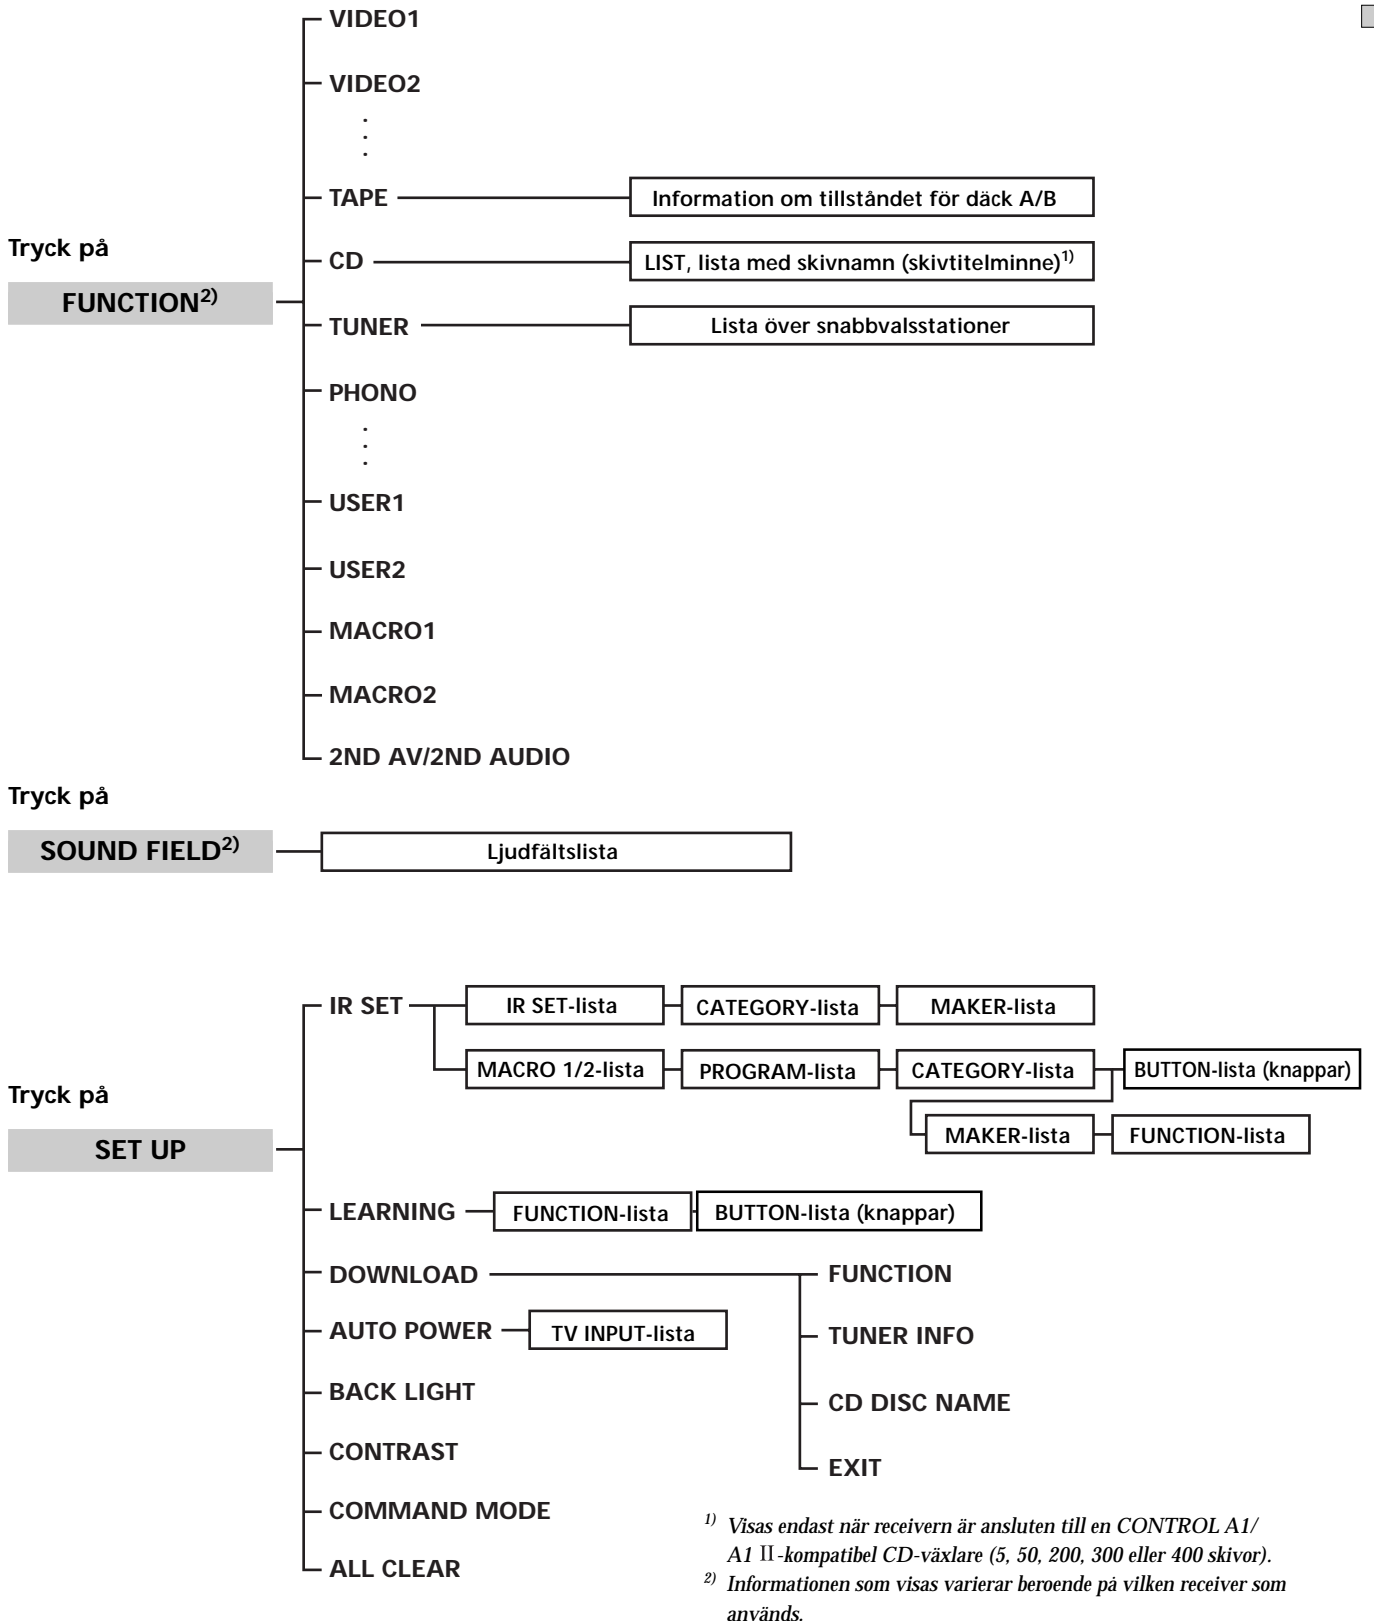 VIDEO1
VIDEO2
TAPE
Information om tillståndet för däck A/B
Tryck på
CD
LIST, lista med skivnamn (skivtitelminne)1)
FUNCTION2)
TUNER
Lista över snabbvalsstationer
PHONO
USER1
USER2
MACRO1
MACRO2
2ND AV/2ND AUDIO
Tryck på
SOUND FIELD2)
Ljudfältslista
IR SET
IR SET-lista
CATEGORY-lista
MAKER-lista
MACRO 1/2-lista
PROGRAM-lista
CATEGORY-lista
BUTTON-lista (knappar)
Tryck på
MAKER-lista
FUNCTION-lista
SET UP
LEARNING
FUNCTION-lista
BUTTON-lista (knappar)
DOWNLOAD
FUNCTION
AUTO POWER
TV INPUT-lista
TUNER INFO
BACK LIGHT
CD DISC NAME
CONTRAST
EXIT
COMMAND MODE
ALL CLEAR
1) Visas endast när receivern är ansluten till en CONTROL A1/
A1 II-kompatibel CD-växlare (5, 50, 200, 300 eller 400 skivor).
2) Informationen som visas varierar beroende på vilken receiver som
används.